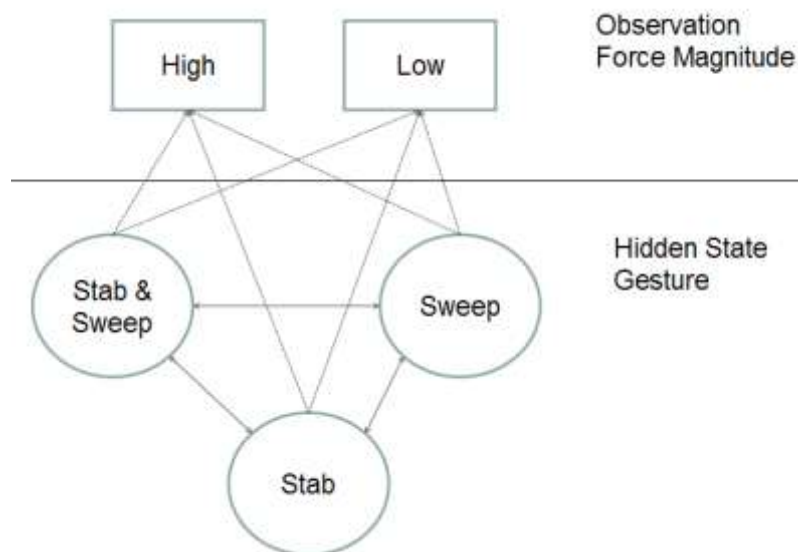 Observation
Force Magnitude
High
Low
Hidden State
Gesture
Stab &
Sweep
Sweep
Stab